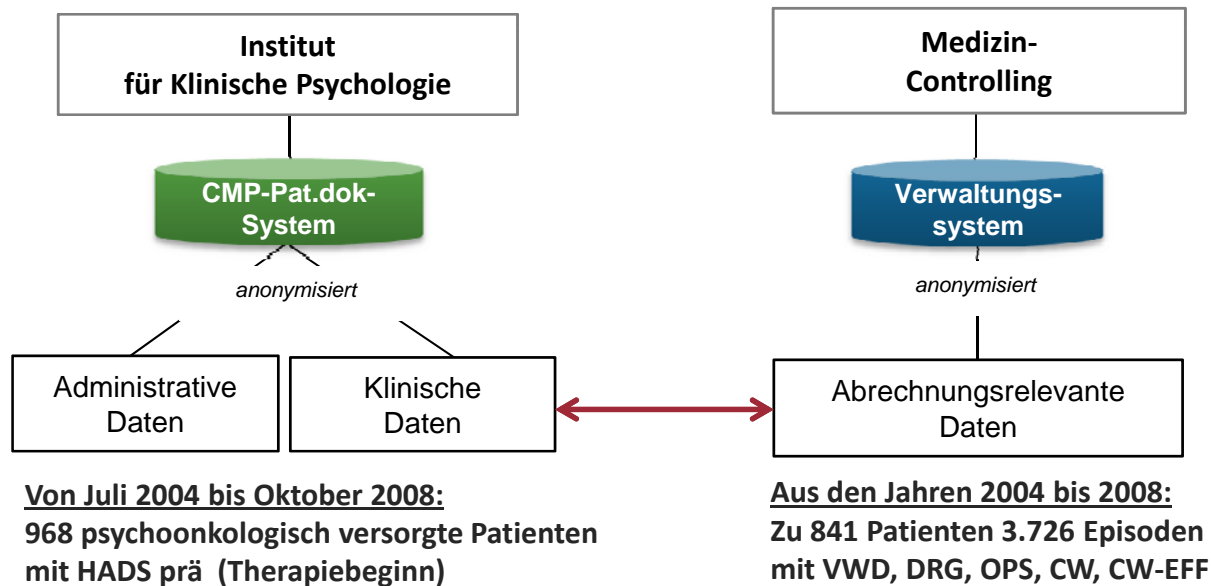 Institut
für Klinische Psychologie
CMP-Pat.dok-
System
anonymisiert
Administrative
Daten
Klinische
Daten
Von Juli 2004 bis Oktober 2008:
968 psychoonkologisch versorgte Patienten
mit HADS prä (Therapiebeginn)
Medizin-
Controlling
Verwaltungs-
system
anonymisiert
Abrechnungsrelevante
Daten
Aus den Jahren 2004 bis 2008:
Zu 841 Patienten 3.726 Episoden
mit VWD, DRG, OPS, CW, CW-EFF